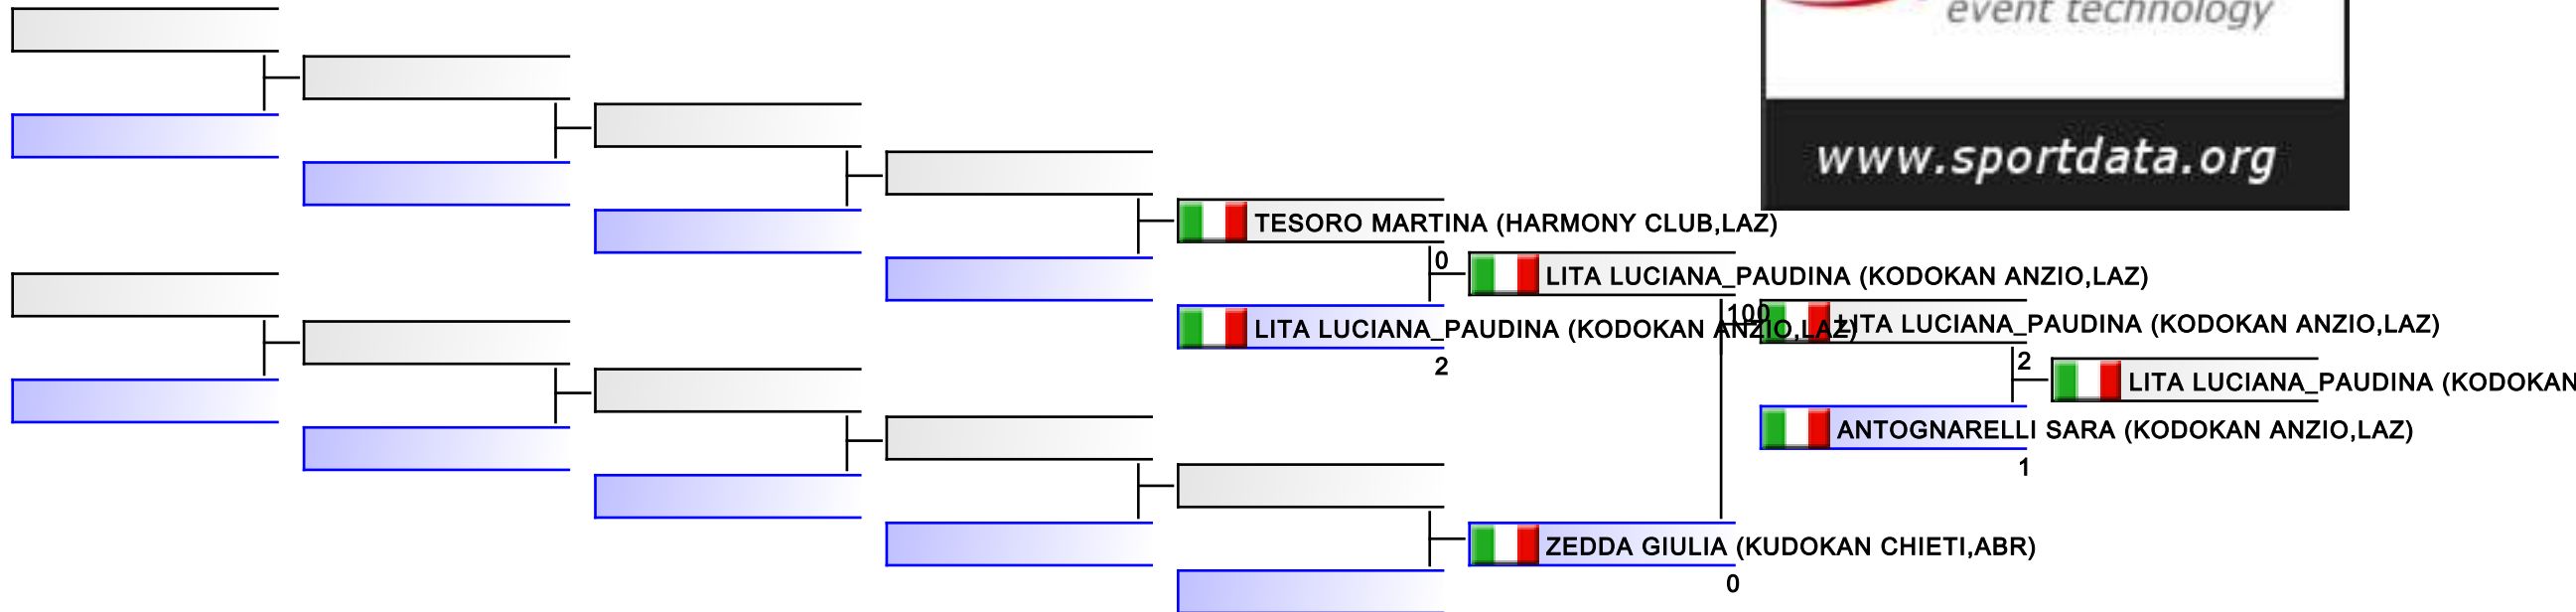 event technology
www.sportdata.org
TESORO MARTINA (HARMONY CLUB,LAZ)
0
LITA LUCIANA_PAUDINA (KODOKAN ANZIO,LAZ)
LITA LUCIANA_PAUDINA (KODOKAN ANZIO,LAZ)
2
100
LITA LUCIANA_PAUDINA (KODOKAN ANZIO,LAZ)
2
LITA LUCIANA_PAUDINA (KODOKAN
ANTOGNARELLI SARA (KODOKAN ANZIO,LAZ)
1
ZEDDA GIULIA (KUDOKAN CHIETI,ABR)
0